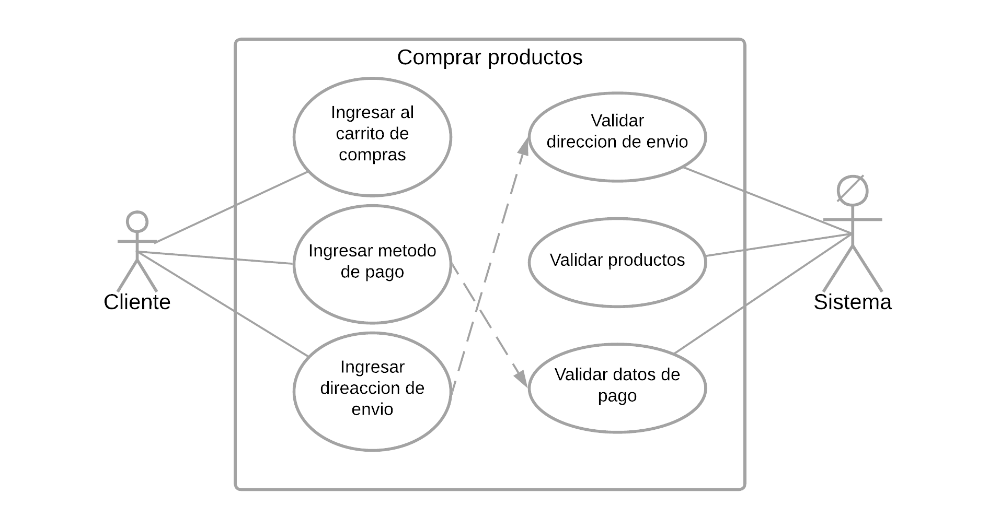 Comprar productos
Ingresar al
carrito de
compras
Validar
direccion de envio
Ingresar metodo
de pago
Validar productos
Cliente
Sistema
Ingresar
direaccion de
envio
Validar datos de
pago